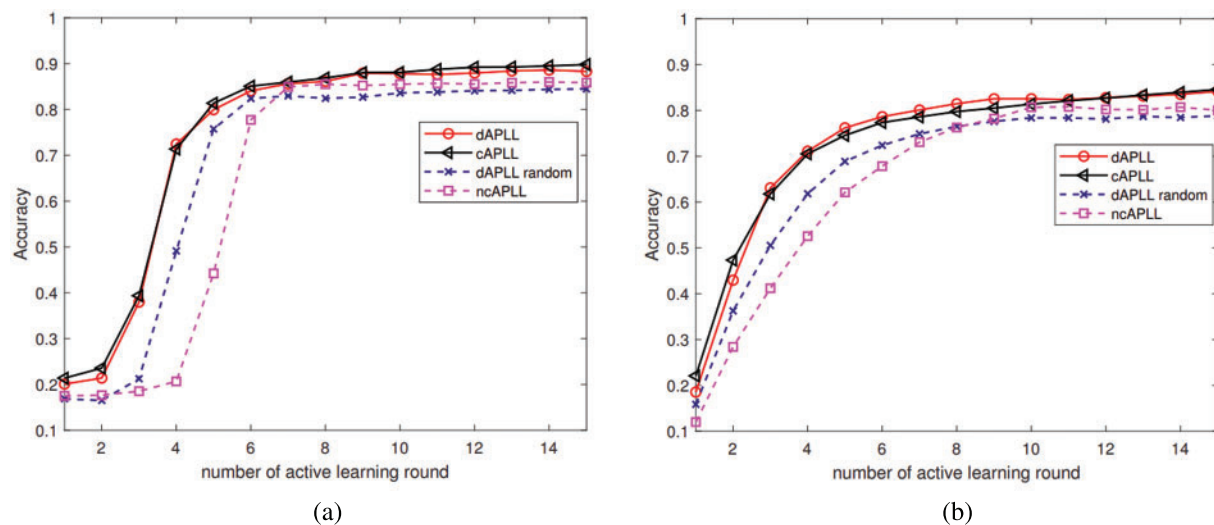 1
0.9
0.8
0.7
0.6
0.5
0.4
0.3
0.2
0.1
Accuracy
2 4 6 8 10 12 14
number of active learning round
dAPLL
cAPLL
dAPLL random
ncAPLL
(a)
1
0.9
0.8
0.7
0.6
0.5
0.4
0.3
0.2
0.1
Accuracy
2 4 6 8 10 12 14
number of active learning round
dAPLL
cAPLL
dAPLL random
ncAPLL
(b)